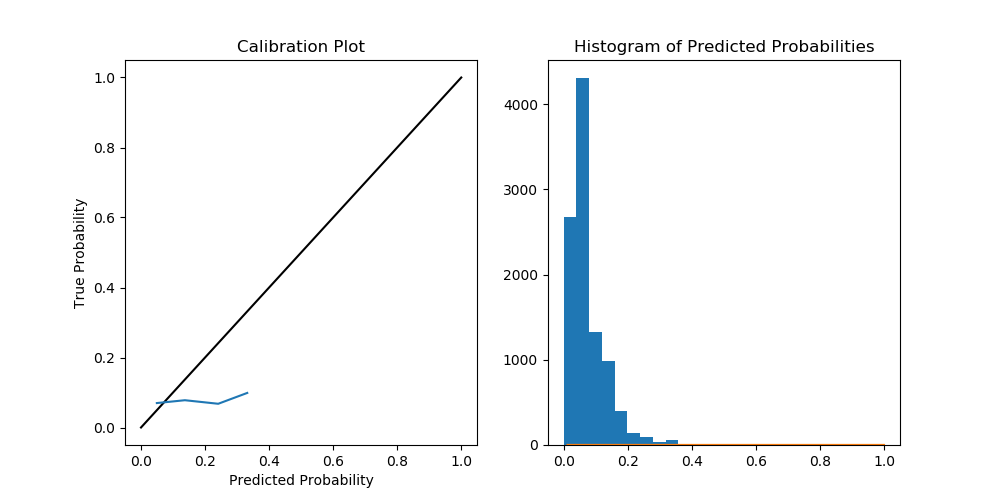 Calibration Plot
1.0
0.8
0.6
0.4
0.2
0.0
True Probability
0.0 0.2 0.4 0.6 0.8 1.0
Predicted Probability
Histogram of Predicted Probabilities
4000
3000
2000
1000
0
0.0 0.2 0.4 0.6 0.8 1.0